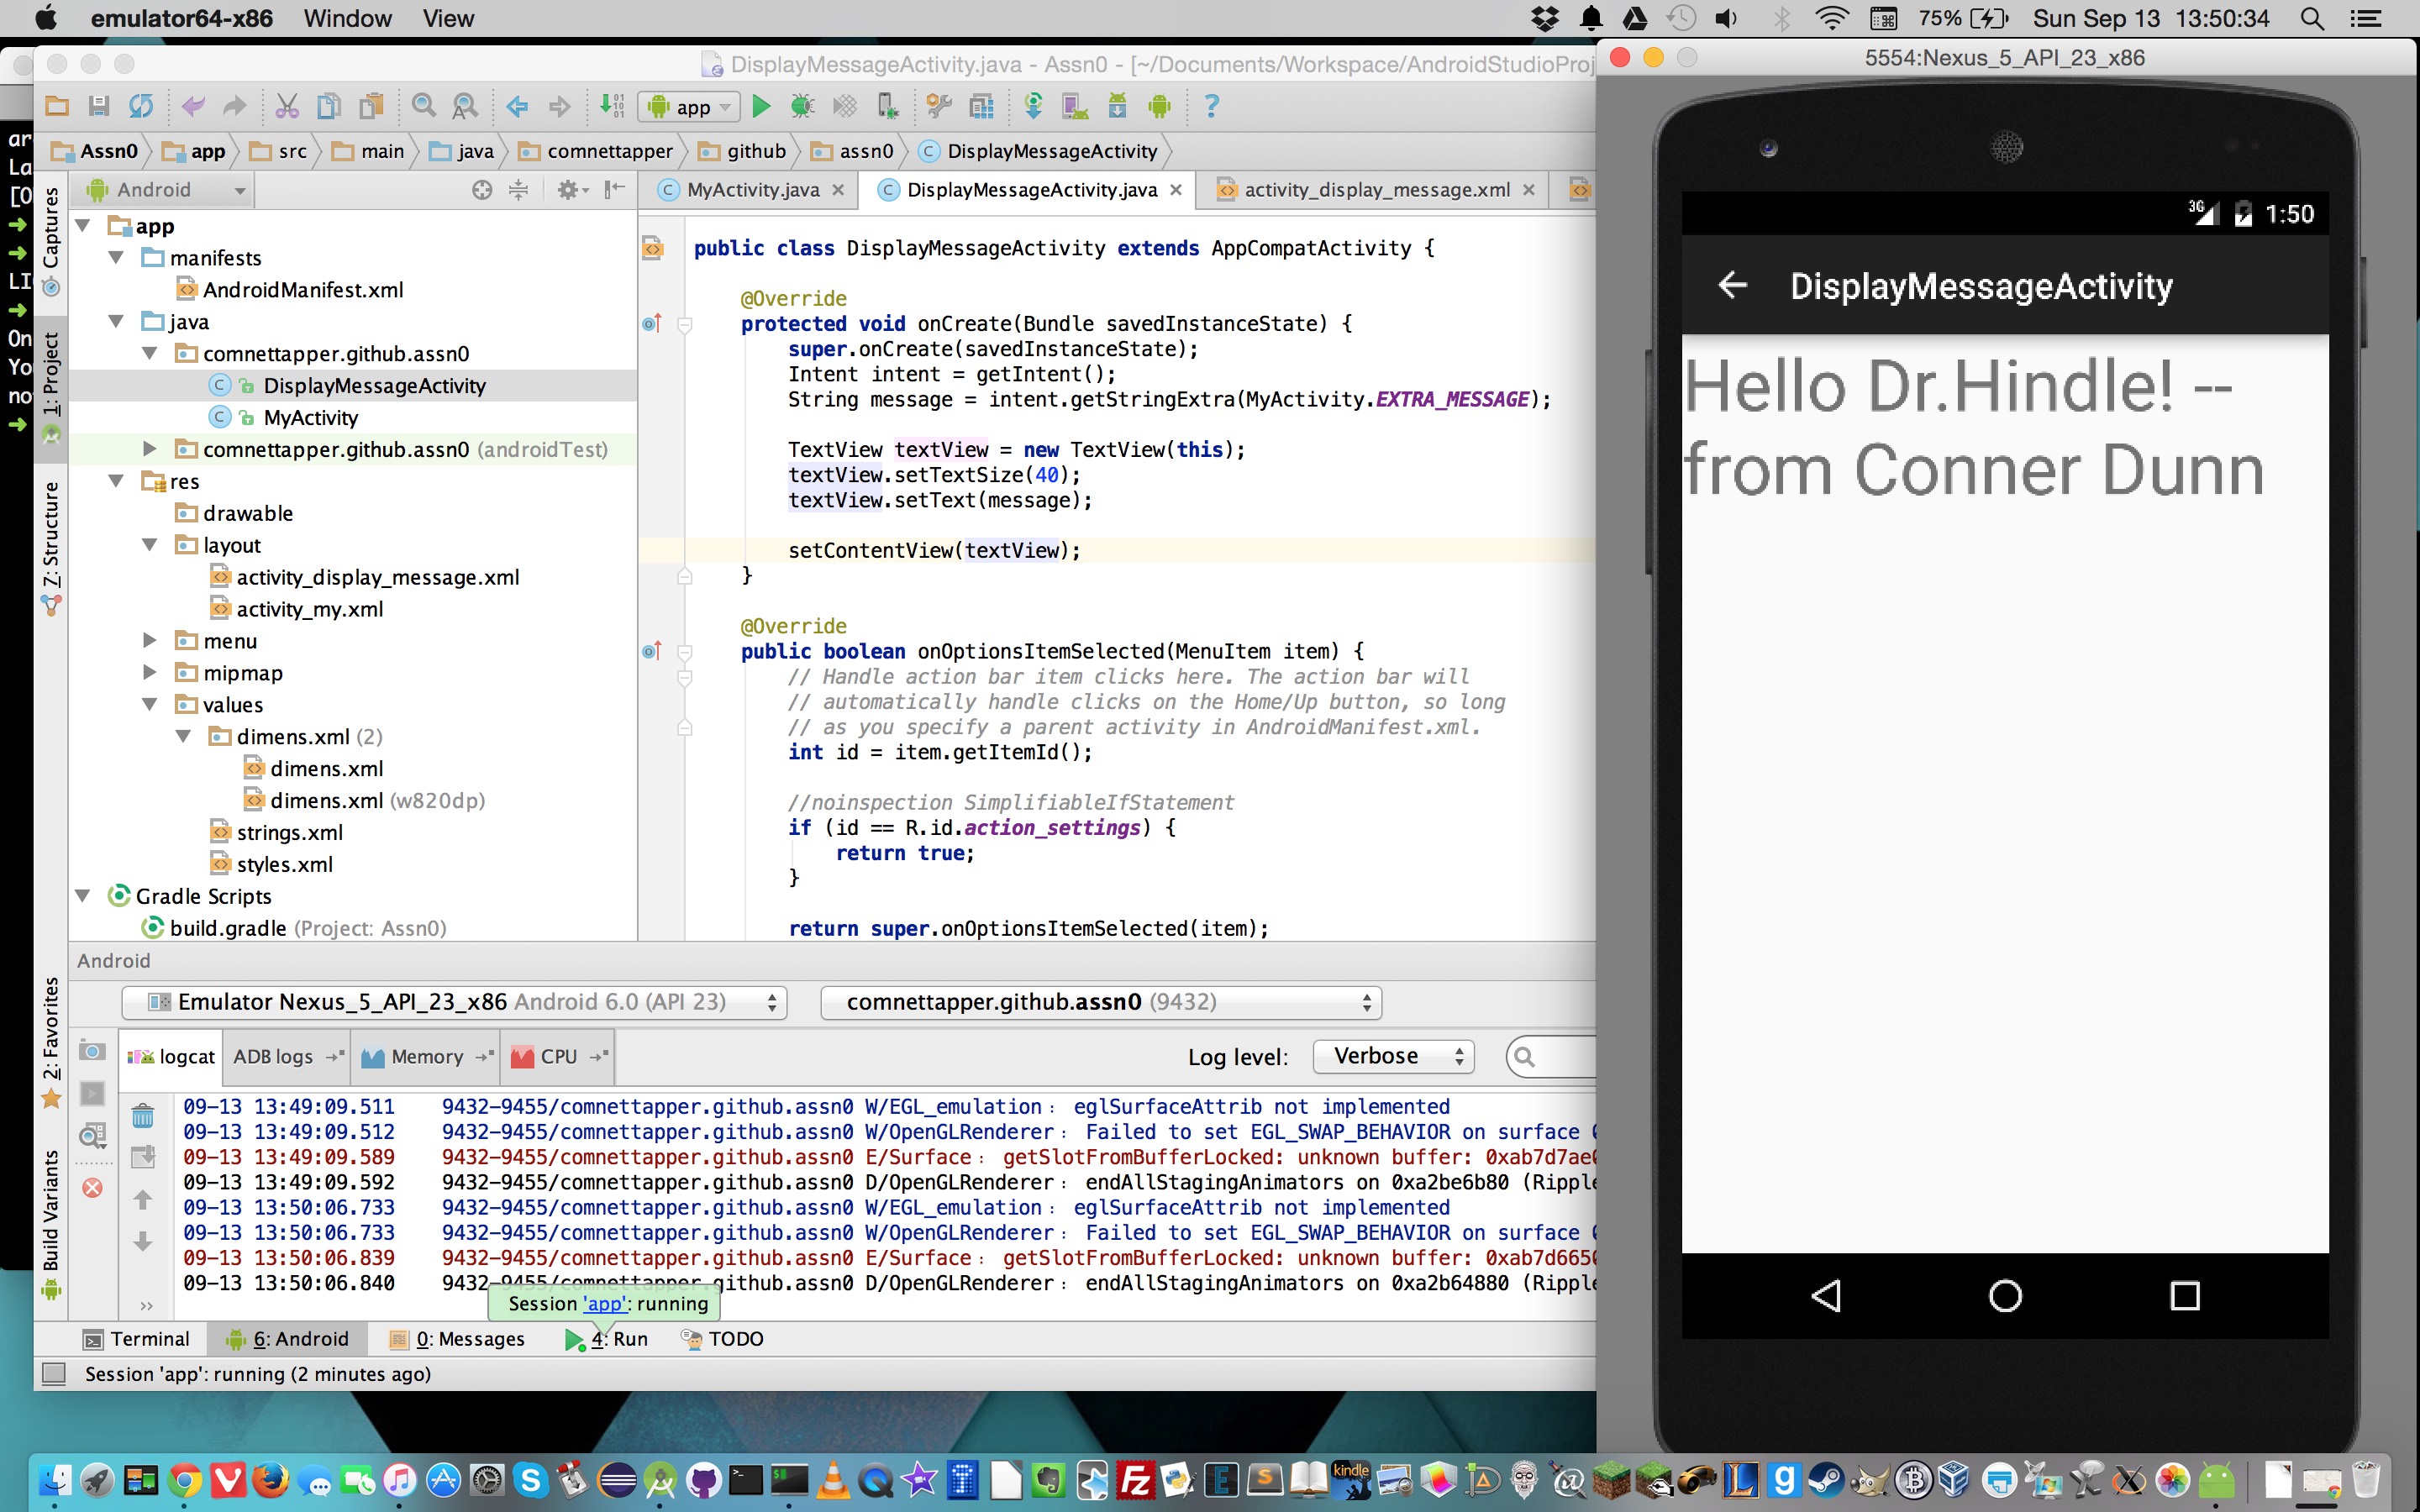 emulator64-x86 Window View
75% Sun Sep 13 13:50:34
DisplayMessageActivity.java - Assn0 - [~/Documents/Workspace/AndroidStudioProj
5554:Nexus_5_API_23_x86
app
Assn0 app src main java comnettapper github assn0 DisplayMessageActivity
Android
MyActivity.java DisplayMessageActivity.java activity_display_message.xml
Captures
1: Project
7: Structure
2: Favorites
Build Variants
app
manifests
AndroidManifest.xml
java
comnettapper.github.assn0
DisplayMessageActivity
MyActivity
comnettapper.github.assn0 (androidTest)
res
drawable
layout
activity_display_message.xml
activity_my.xml
menu
mipmap
values
dimens.xml (2)
dimens.xml
dimens.xml (w820dp)
strings.xml
styles.xml
Gradle Scripts
build.gradle (Project: Assn0)
public class DisplayMessageActivity extends AppCompatActivity {
@Override
protected void onCreate(Bundle savedInstanceState) {
super.onCreate(savedInstanceState);
Intent intent = getIntent();
String message = intent.getStringExtra(MyActivity.EXTRA_MESSAGE);
TextView textView = new TextView(this);
textView.setTextSize(40);
textView.setText(message);
setContentView(textView);
}
@Override
public boolean onOptionsItemSelected(MenuItem item) {
// Handle action bar item clicks here. The action bar will
// automatically handle clicks on the Home/Up button, so long
// as you specify a parent activity in AndroidManifest.xml.
int id = item.getItemId();
//noinspection SimplifiableIfStatement
if (id == R.id.action_settings) {
return true;
}
return super.onOptionsItemSelected(item);
3G 1:50
DisplayMessageActivity
Hello Dr.Hindle! --
from Conner Dunn
Android
Emulator Nexus_5_API_23_x86 Android 6.0 (API 23) comnettapper.github.assn0 (9432)
logcat ADB logs Memory CPU Log level: Verbose
09-13 13:49:09.511 9432-9455/comnettapper.github.assn0 W/EGL_emulation: eglSurfaceAttrib not implemented
09-13 13:49:09.512 9432-9455/comnettapper.github.assn0 W/OpenGLRenderer: Failed to set EGL_SWAP_BEHAVIOR on surface
09-13 13:49:09.589 9432-9455/comnettapper.github.assn0 E/Surface: getSlotFromBufferLocked: unknown buffer: 0xab7d7ae
09-13 13:49:09.592 9432-9455/comnettapper.github.assn0 D/OpenGLRenderer: endAllStagingAnimators on 0xa2be6b80 (Ripple
09-13 13:50:06.733 9432-9455/comnettapper.github.assn0 W/EGL_emulation: eglSurfaceAttrib not implemented
09-13 13:50:06.733 9432-9455/comnettapper.github.assn0 W/OpenGLRenderer: Failed to set EGL_SWAP_BEHAVIOR on surface
09-13 13:50:06.839 9432-9455/comnettapper.github.assn0 E/Surface: getSlotFromBufferLocked: unknown buffer: 0xab7d665
09-13 13:50:06.840 9432-9455/comnettapper.github.assn0 D/OpenGLRenderer: endAllStagingAnimators on 0xa2b64880 (Ripple
Session 'app': running
Terminal 6: Android 0: Messages 4: Run TODO
Session 'app': running (2 minutes ago)
kindle